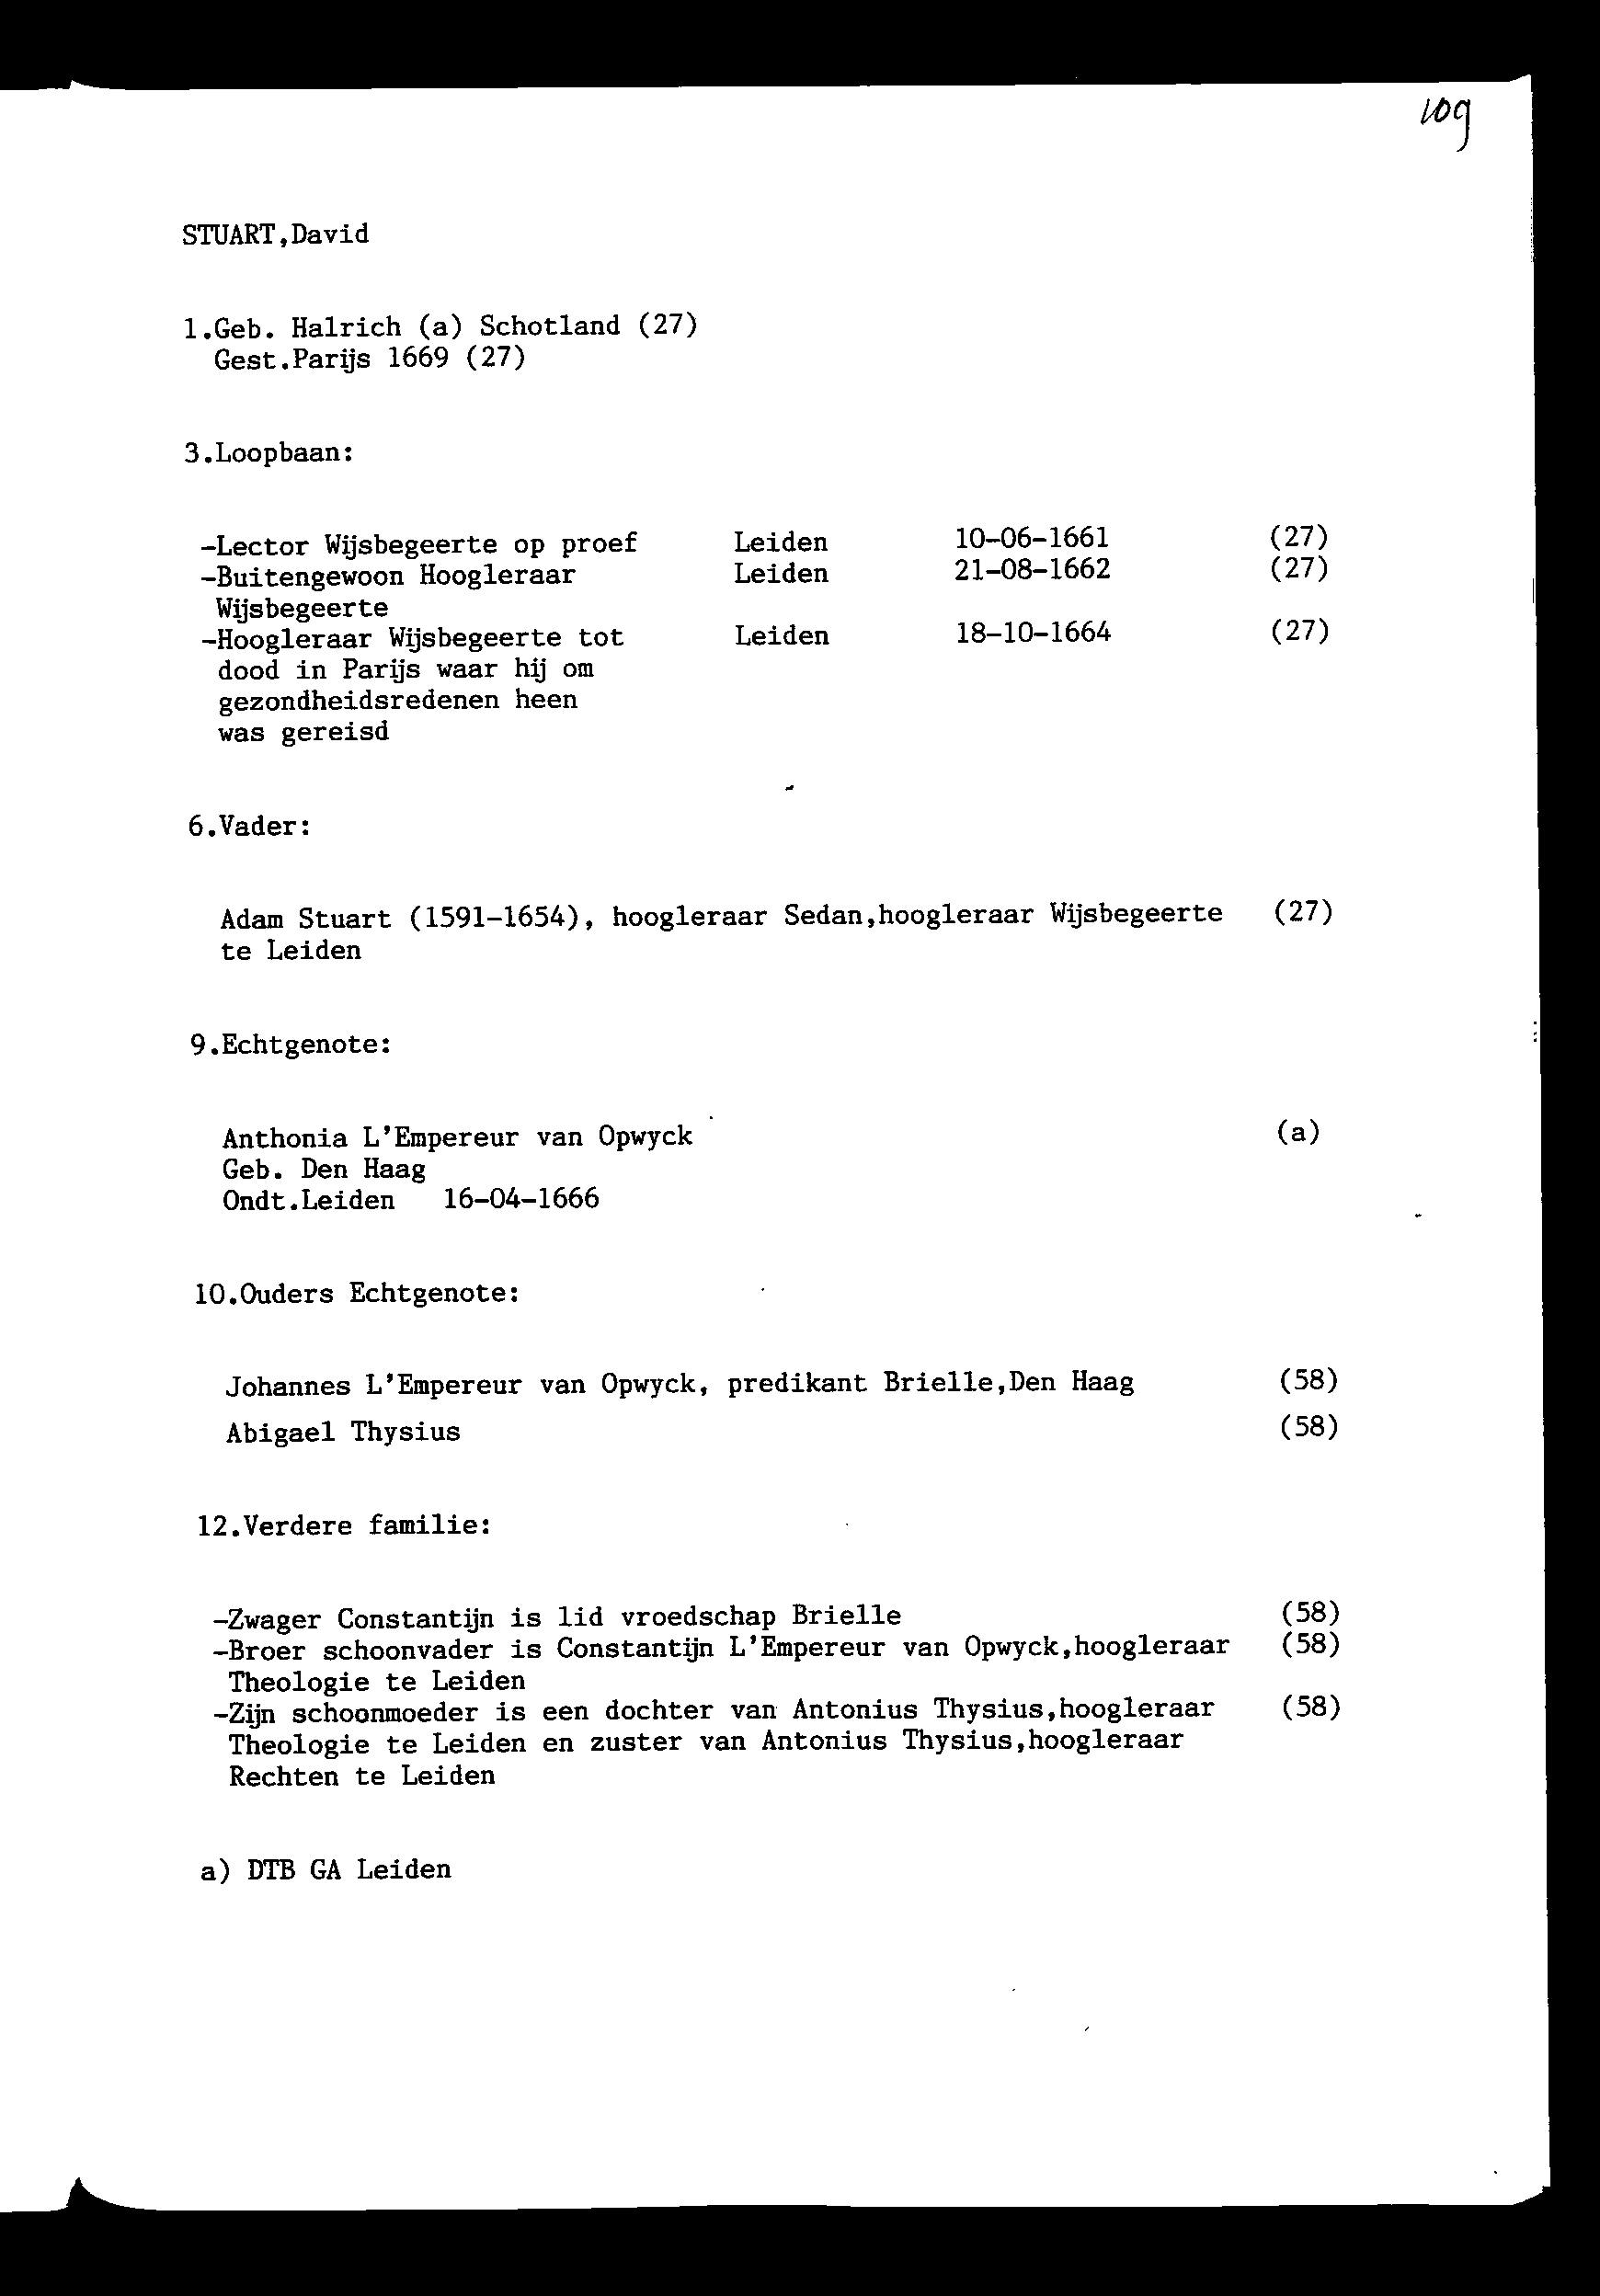 109
STUART,David
1.Geb. Halrich (a) Schotland (27)
Gest.Parijs 1669 (27)
3.Loopbaan:
-Lector Wijsbegeerte op proef Leiden 10-06-1661 (27)
-Buitengewoon Hoogleraar Leiden 21-08-1662 (27)
Wijsbegeerte
-Hoogleraar Wijsbegeerte tot Leiden 18-10-1664 (27)
dood in Parijs waar hij om
gezondheidsredenen heen
was gereisd
6.Vader:
Adam Stuart (1591-1654), hoogleraar Sedan,hoogleraar Wijsbegeerte (27)
te Leiden
9.Echtgenote:
Anthonia L'Empereur van Opwyck (a)
Geb. Den Haag
Ondt.Leiden 16-04-1666
10.Ouders Echtgenote:
Johannes L'Empereur van Opwyck, predikant Brielle,Den Haag (58)
Abigael Thysius (58)
12.Verdere familie:
-Zwager Constantijn is lid vroedschap Brielle (58)
-Broer schoonvader is Constantijn L'Empereur van Opwyck,hoogleraar (58)
Theologie te Leiden
-Zijn schoonmoeder is een dochter van Antonius Thysius,hoogleraar (58)
Theologie te Leiden en zuster van Antonius Thysius,hoogleraar
Rechten te Leiden
a) DTB GA Leiden